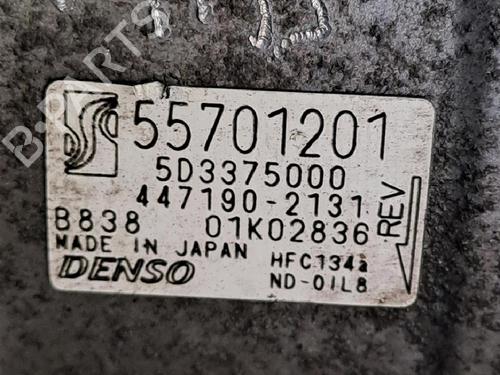 55701201
5D3375000
447190-2131
B838 01K02836
REV
MADE IN JAPAN HFC134a
DENSO ND-OIL8
B-PARTS